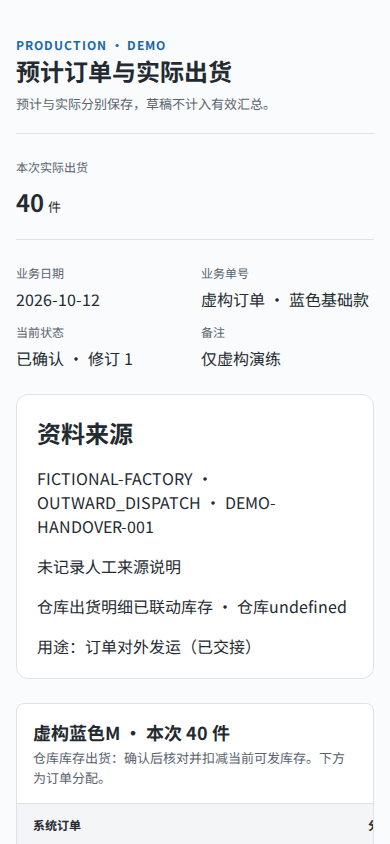 PRODUCTION · DEMO
预计订单与实际出货
预计与实际分别保存，草稿不计入有效汇总。
本次实际出货
40 件
业务日期
2026-10-12
业务单号
虚构订单 · 蓝色基础款
当前状态
已确认 · 修订 1
备注
仅虚构演练
资料来源
FICTIONAL-FACTORY ·
OUTWARD_DISPATCH · DEMO-
HANDOVER-001
未记录人工来源说明
仓库出货明细已联动库存 · 仓库undefined
用途：订单对外发运（已交接）
虚构蓝色M · 本次 40 件
仓库库存出货：确认后核对并扣减当前可发库存。下方
为订单分配。
系统订单